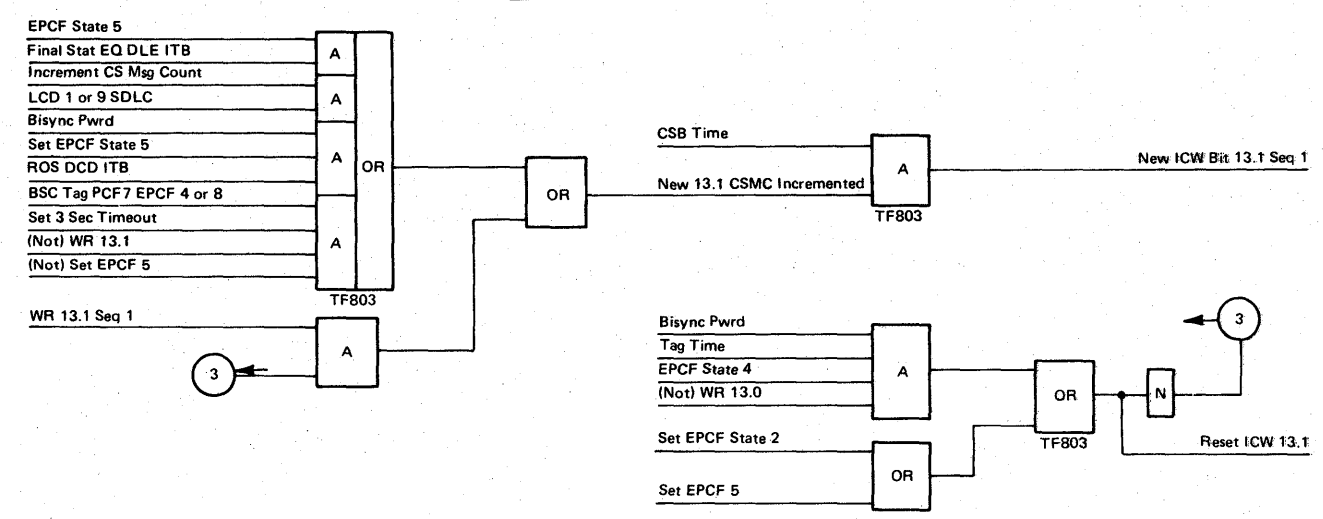 EPCF State 5
Final Stat EQ DLE ITB
Increment CS Msg Count
LCD 1 or 9 SDLC
Bisync Pwrd
Set EPCF State 5
ROS DCD ITB
BSC Tag PCF7 EPCF 4 or 8
Set 3 Sec Timeout
(Not) WR 13.1
(Not) Set EPCF 5
A
A
A
A
OR
TF803
WR 13.1 Seq 1
3
A
OR
CSB Time
New 13.1 CSMC Incremented
A
TF803
New ICW Bit 13.1 Seq 1
Bisync Pwrd
Tag Time
EPCF State 4
(Not) WR 13.0
A
Set EPCF State 2
Set EPCF 5
OR
OR
TF803
N
3
Reset ICW 13.1